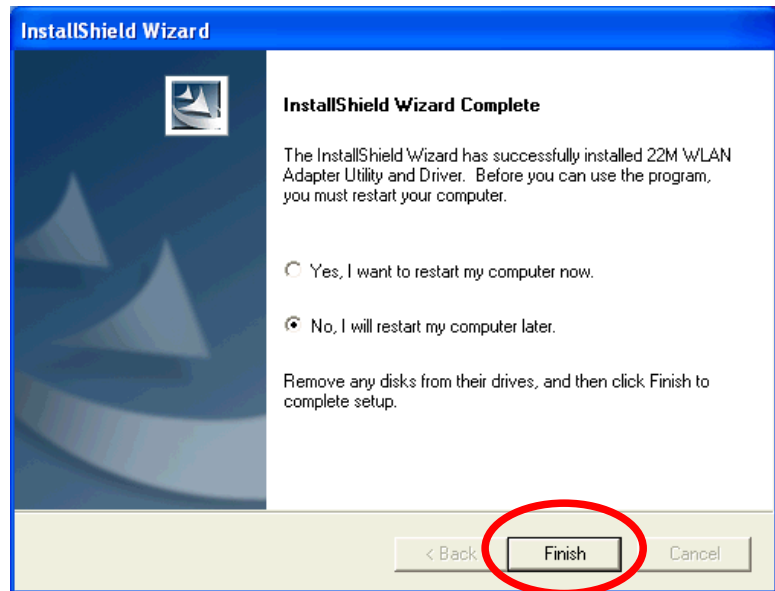 InstallShield Wizard
InstallShield Wizard Complete
The InstallShield Wizard has successfully installed 22M WLAN
Adapter Utility and Driver.  Before you can use the program,
you must restart your computer.
Yes, I want to restart my computer now.
No, I will restart my computer later.
Remove any disks from their drives, and then click Finish to
complete setup.
< Back Finish Cancel